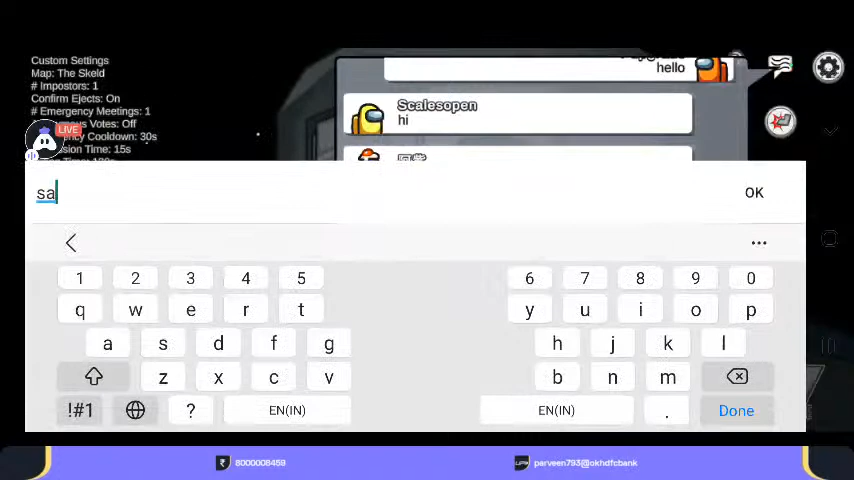 Custom Settings
Map: The Skeld
# Impostors: 1
Confirm Ejects: On
# Emergency Meetings: 1
Votes: Off
Cooldown: 30s
Time: 15s
LIVE
hello
Scalesopen
hi
sa
OK
1 2 3 4 5 6 7 8 9 0
q w e r t y u i o p
a s d f g h j k l
z x c v b n m
!#1 ? EN(IN) EN(IN) . Done
8000008459
parveen793@okhdfcbank